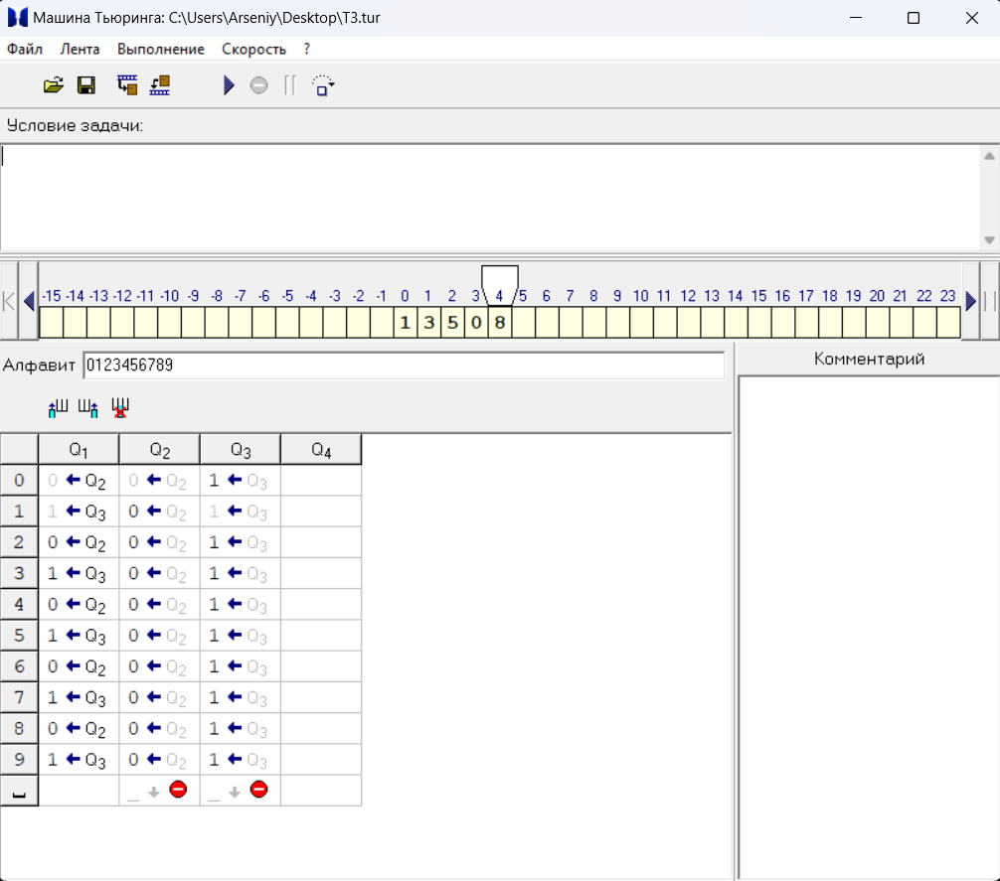 Машина Тьюринга: C:\Users\Arseniy\Desktop\T3.tur
Файл Лента Выполнение Скорость ?
Условие задачи:
-15 -14 -13 -12 -11 -10 -9 -8 -7 -6 -5 -4 -3 -2 -1 0 1 2 3 4 5 6 7 8 9 10 11 12 13 14 15 16 17 18 19 20 21 22 23
1 3 5 0 8
Алфавит 0123456789
Комментарий
Q1 Q2 Q3 Q4
0 0 ← Q2 0 ← Q2 1 ← Q3
1 1 ← Q3 0 ← Q2 1 ← Q3
2 0 ← Q2 0 ← Q2 1 ← Q3
3 1 ← Q3 0 ← Q2 1 ← Q3
4 0 ← Q2 0 ← Q2 1 ← Q3
5 1 ← Q3 0 ← Q2 1 ← Q3
6 0 ← Q2 0 ← Q2 1 ← Q3
7 1 ← Q3 0 ← Q2 1 ← Q3
8 0 ← Q2 0 ← Q2 1 ← Q3
9 1 ← Q3 0 ← Q2 1 ← Q3
␣ _ ↓ _ ↓